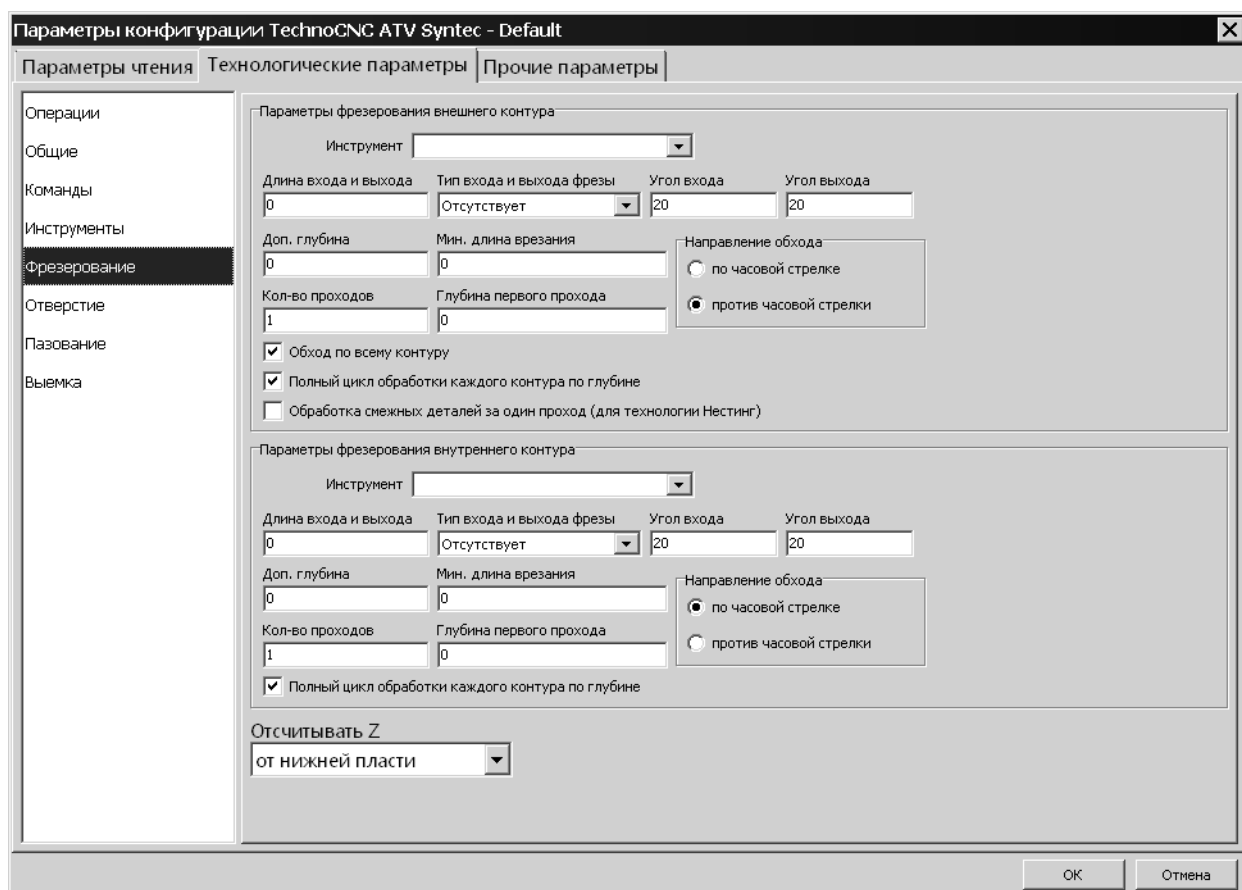 Параметры конфигурации TechnoCNC ATV Syntec - Default
Параметры чтения Технологические параметры Прочие параметры
Операции
Общие
Команды
Инструменты
Фрезерование
Отверстие
Пазование
Выемка
Параметры фрезерования внешнего контура
Инструмент
Длина входа и выхода Тип входа и выхода фрезы Угол входа Угол выхода
0 Отсутствует 20 20
Доп. глубина Мин. длина врезания Направление обхода
0 0 по часовой стрелке
Кол-во проходов Глубина первого прохода против часовой стрелки
1 0
Обход по всему контуру
Полный цикл обработки каждого контура по глубине
Обработка смежных деталей за один проход (для технологии Нестинг)
Параметры фрезерования внутреннего контура
Инструмент
Длина входа и выхода Тип входа и выхода фрезы Угол входа Угол выхода
0 Отсутствует 20 20
Доп. глубина Мин. длина врезания Направление обхода
0 0 по часовой стрелке
Кол-во проходов Глубина первого прохода против часовой стрелки
1 0
Полный цикл обработки каждого контура по глубине
Отсчитывать Z
от нижней пласти
ОК Отмена